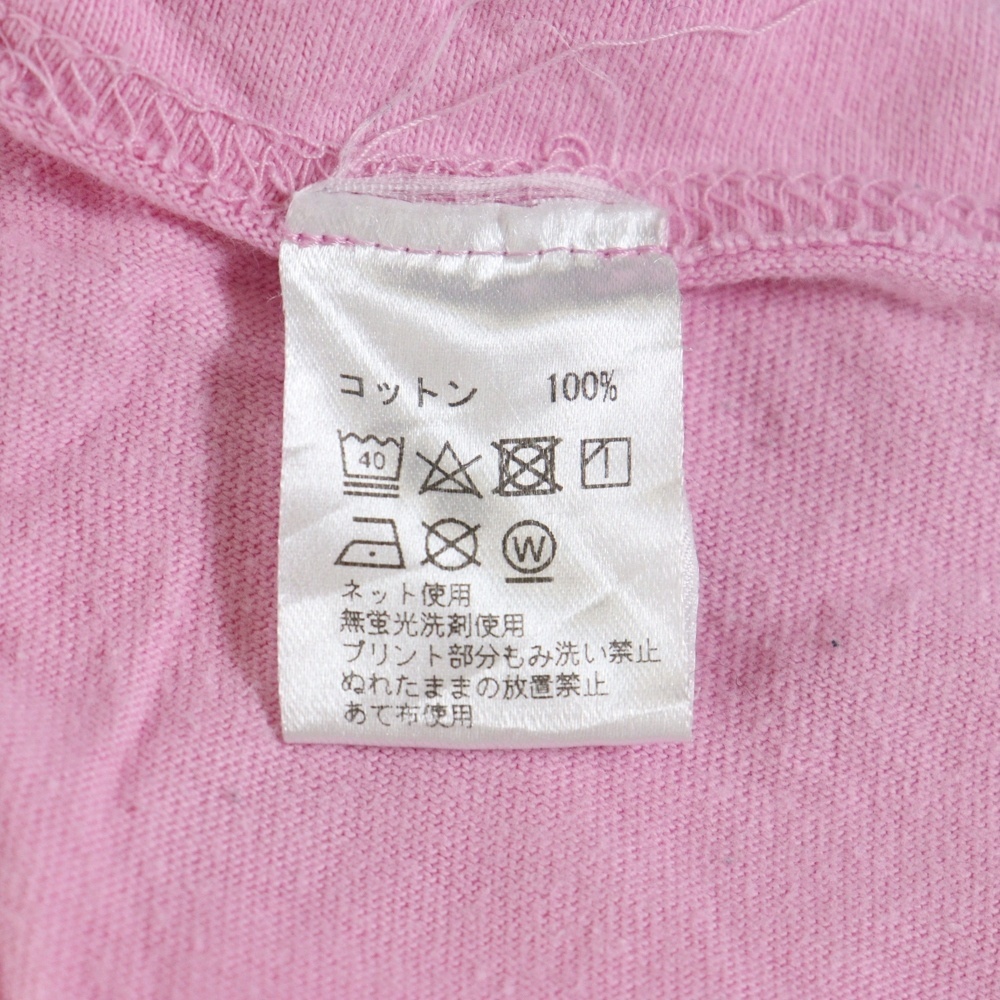 コットン 100%
40
W
ネット使用
無蛍光洗剤使用
プリント部分もみ洗い禁止
ぬれたままの放置禁止
あて布使用